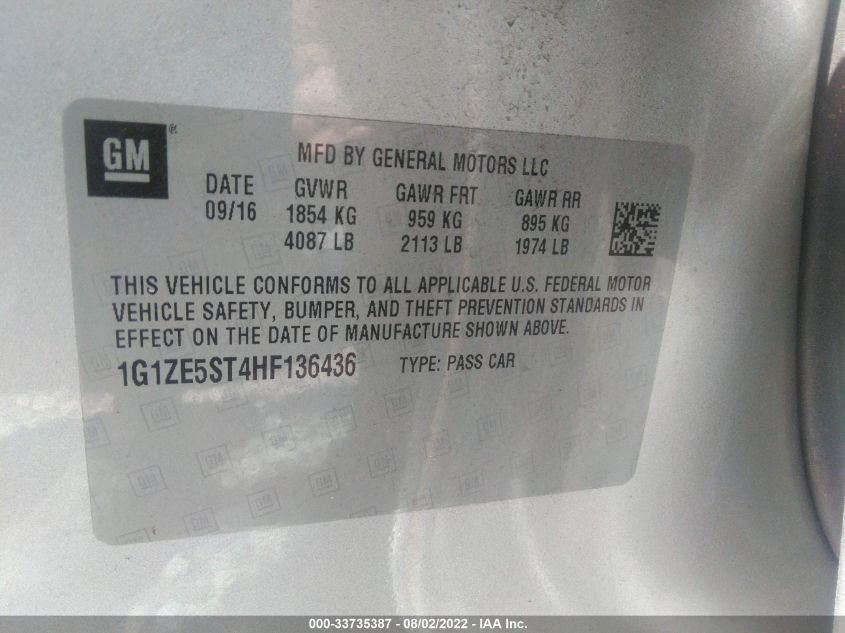 GM®
MFD BY GENERAL MOTORS LLC
DATE GVWR GAWR FRT GAWR RR
09/16 1854 KG 959 KG 895 KG
4087 LB 2113 LB 1974 LB
THIS VEHICLE CONFORMS TO ALL APPLICABLE U.S. FEDERAL MOTOR
VEHICLE SAFETY, BUMPER, AND THEFT PREVENTION STANDARDS IN
EFFECT ON THE DATE OF MANUFACTURE SHOWN ABOVE.
1G1ZE5ST4HF136436 TYPE: PASS CAR
000-33735387 - 08/02/2022 - IAA Inc.